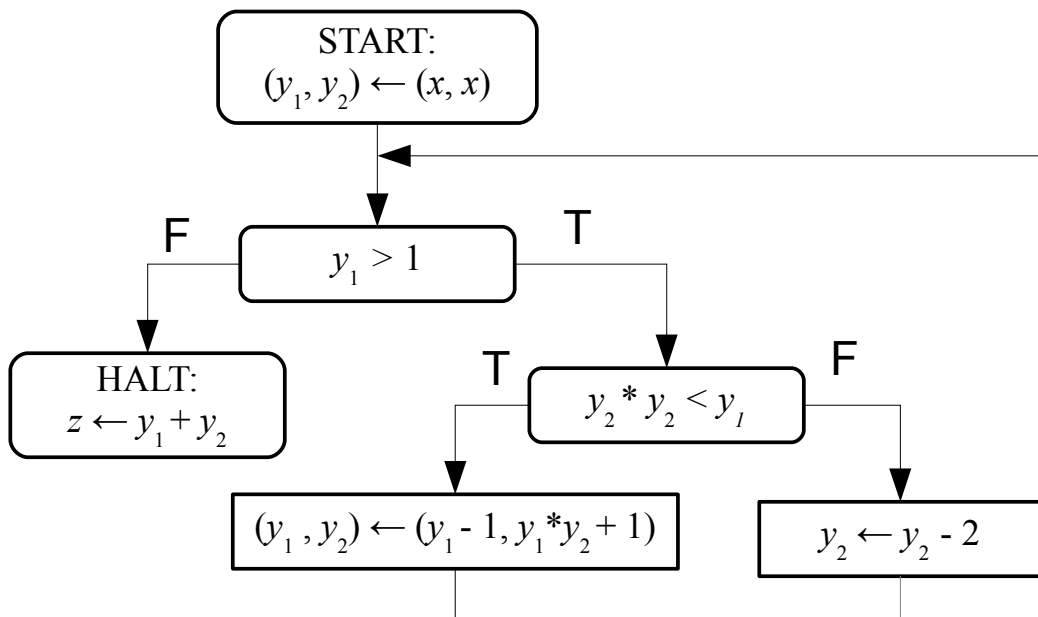 START:
(y₁, y₂) ← (x, x)
F
T
y₁ > 1
HALT:
z ← y₁ + y₂
T
F
y₂ * y₂ < y₁
(y₁ , y₂) ← (y₁ - 1, y₁*y₂ + 1)
y₂ ← y₂ - 2